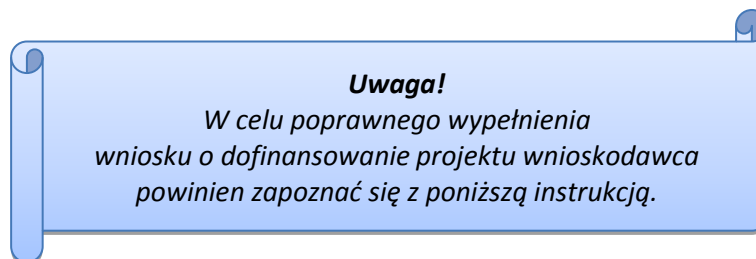 Uwaga!
W celu poprawnego wypełnienia
wniosku o dofinansowanie projektu wnioskodawca
powinien zapoznać się z poniższą instrukcją.